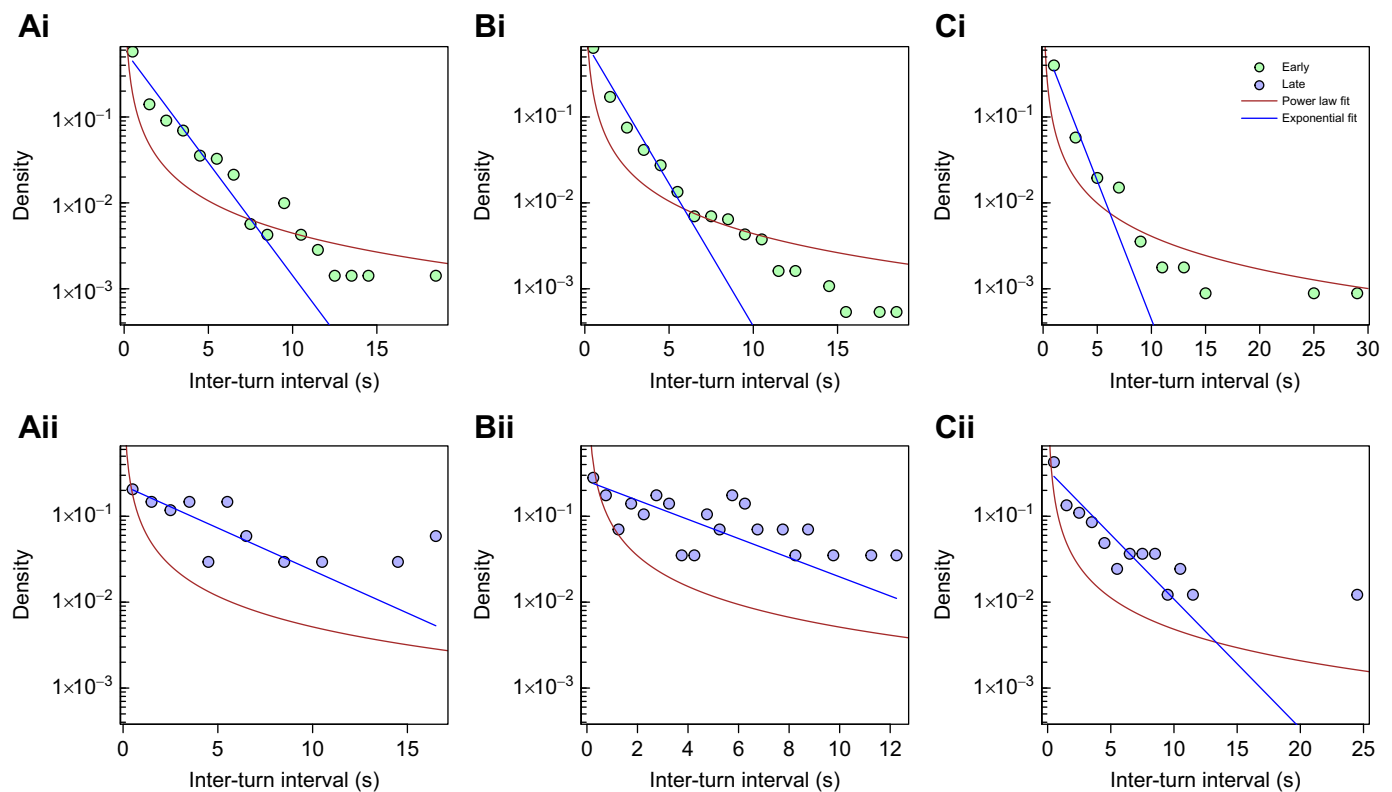 Ai
Bi
Ci
Density
1×10⁻¹
1×10⁻²
1×10⁻³
0 5 10 15
Inter-turn interval (s)
Density
1×10⁻¹
1×10⁻²
1×10⁻³
0 5 10 15
Inter-turn interval (s)
Density
1×10⁻¹
1×10⁻²
1×10⁻³
Early
Late
Power law fit
Exponential fit
0 5 10 15 20 25 30
Inter-turn interval (s)
Aii
Bii
Cii
Density
1×10⁻¹
1×10⁻²
1×10⁻³
0 5 10 15
Inter-turn interval (s)
Density
1×10⁻¹
1×10⁻²
1×10⁻³
0 2 4 6 8 10 12
Inter-turn interval (s)
Density
1×10⁻¹
1×10⁻²
1×10⁻³
0 5 10 15 20 25
Inter-turn interval (s)